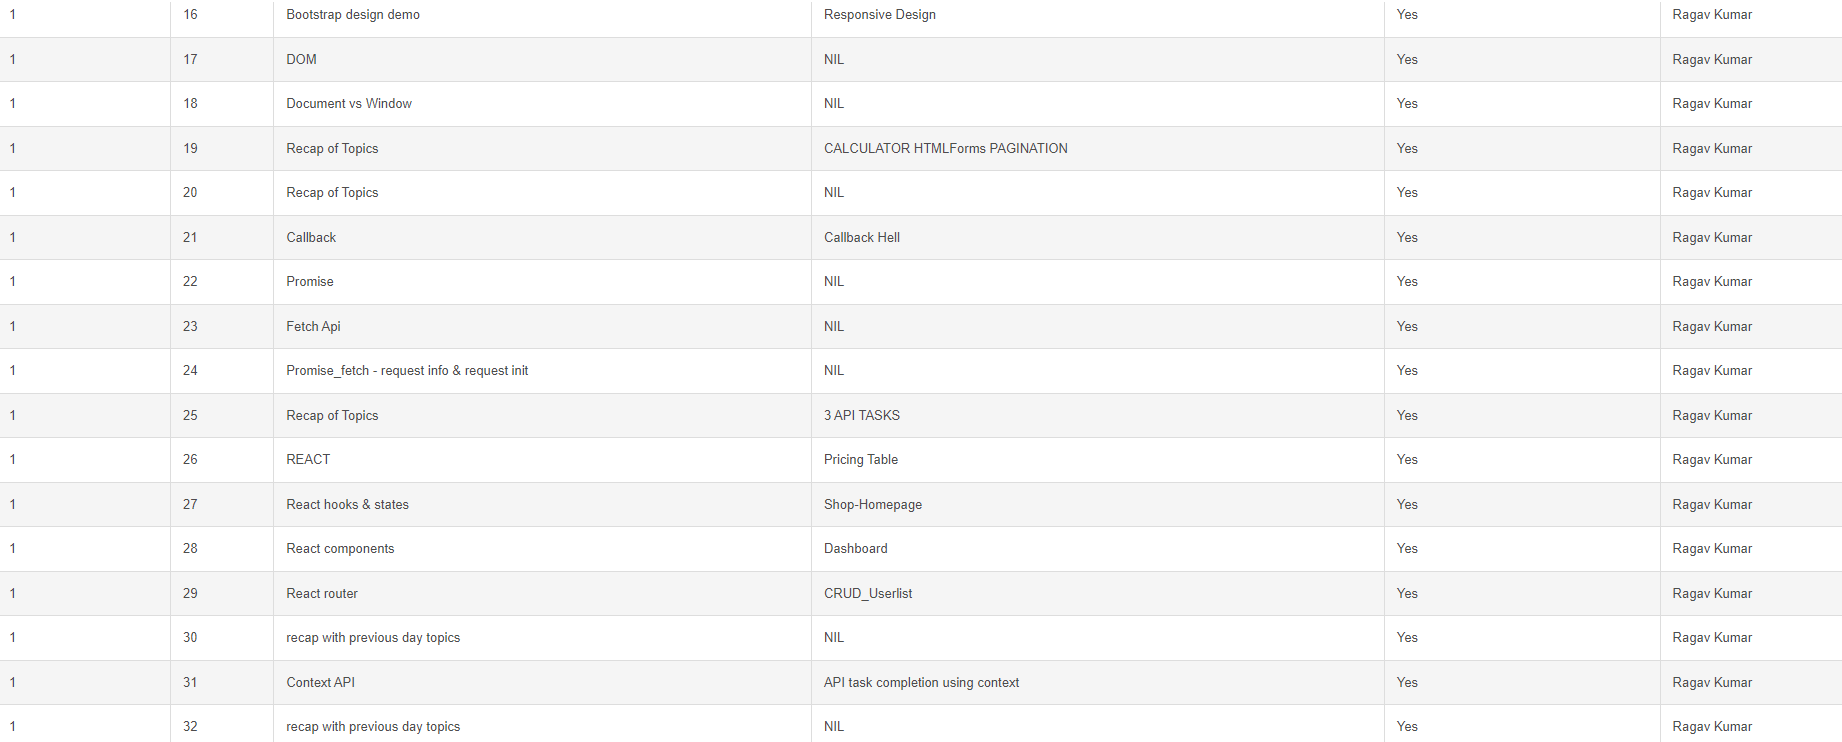 1 16 Bootstrap design demo Responsive Design Yes Ragav Kumar
1 17 DOM NIL Yes Ragav Kumar
1 18 Document vs Window NIL Yes Ragav Kumar
1 19 Recap of Topics CALCULATOR HTMLForms PAGINATION Yes Ragav Kumar
1 20 Recap of Topics NIL Yes Ragav Kumar
1 21 Callback Callback Hell Yes Ragav Kumar
1 22 Promise NIL Yes Ragav Kumar
1 23 Fetch Api NIL Yes Ragav Kumar
1 24 Promise_fetch - request info & request init NIL Yes Ragav Kumar
1 25 Recap of Topics 3 API TASKS Yes Ragav Kumar
1 26 REACT Pricing Table Yes Ragav Kumar
1 27 React hooks & states Shop-Homepage Yes Ragav Kumar
1 28 React components Dashboard Yes Ragav Kumar
1 29 React router CRUD_Userlist Yes Ragav Kumar
1 30 recap with previous day topics NIL Yes Ragav Kumar
1 31 Context API API task completion using context Yes Ragav Kumar
1 32 recap with previous day topics NIL Yes Ragav Kumar